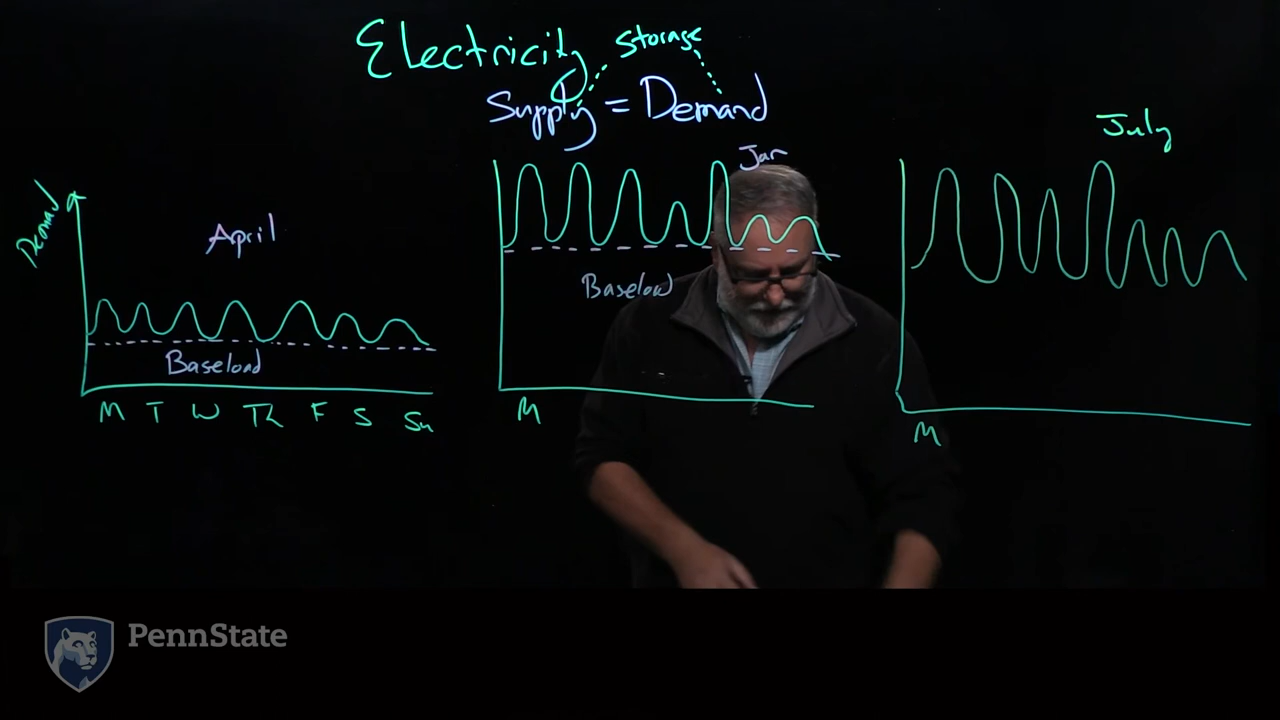 Electricity
Storage
Supply = Demand
July
Jan
Demand
April
Baseload
Baseload
M T W Th F S Su
M
M
PennState